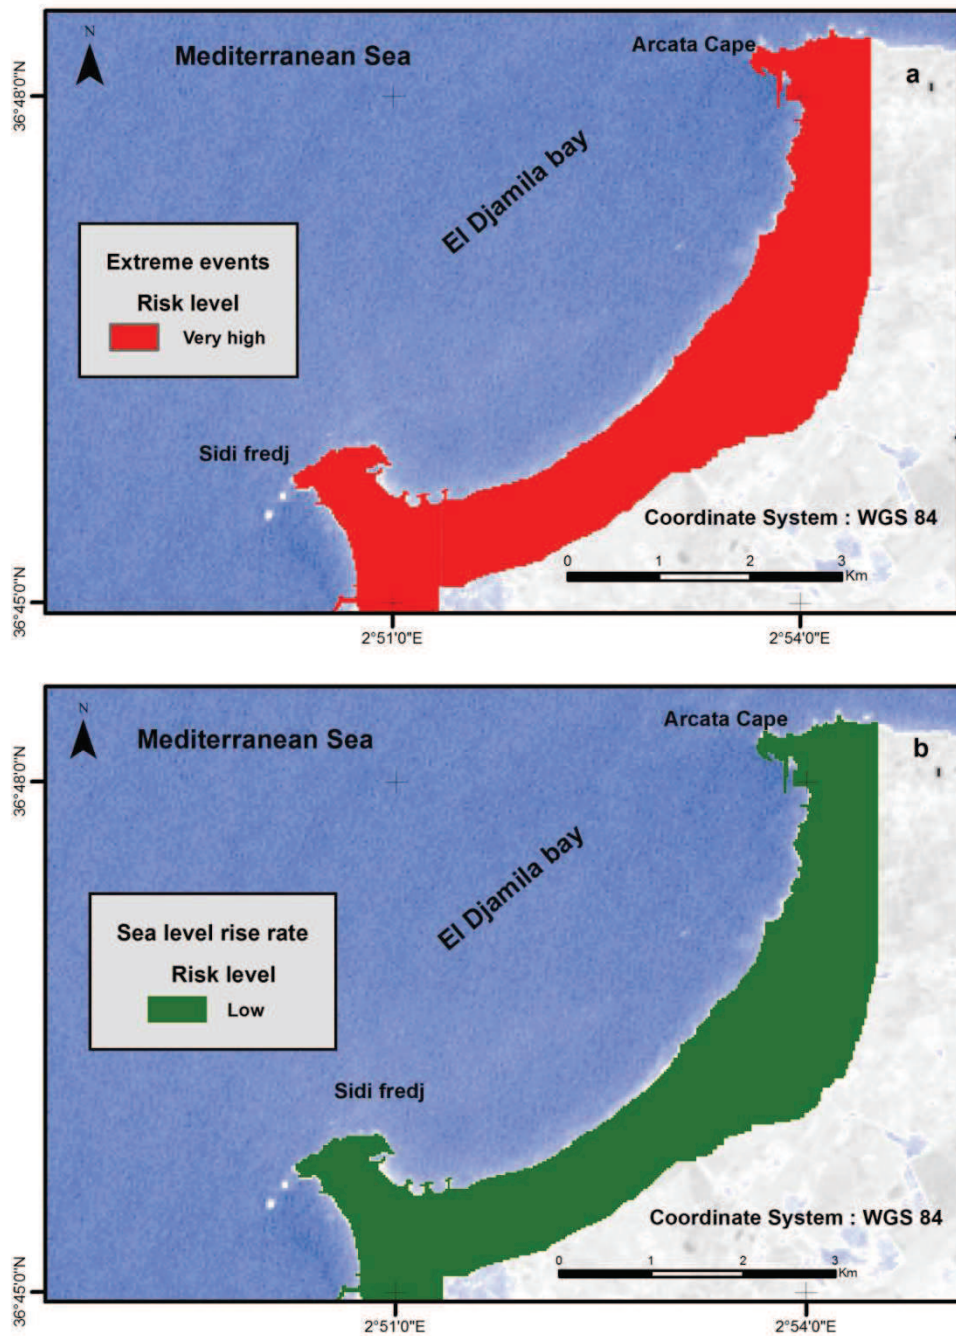 N
Mediterranean Sea
Arcata Cape
a
36°48'0"N
El Djamila bay
Extreme events
Risk level
Very high
Sidi fredj
Coordinate System : WGS 84
0 1 2 3
Km
36°45'0"N
2°51'0"E 2°54'0"E
N
Mediterranean Sea
Arcata Cape
b
36°48'0"N
El Djamila bay
Sea level rise rate
Risk level
Low
Sidi fredj
Coordinate System : WGS 84
0 1 2 3
Km
36°45'0"N
2°51'0"E 2°54'0"E